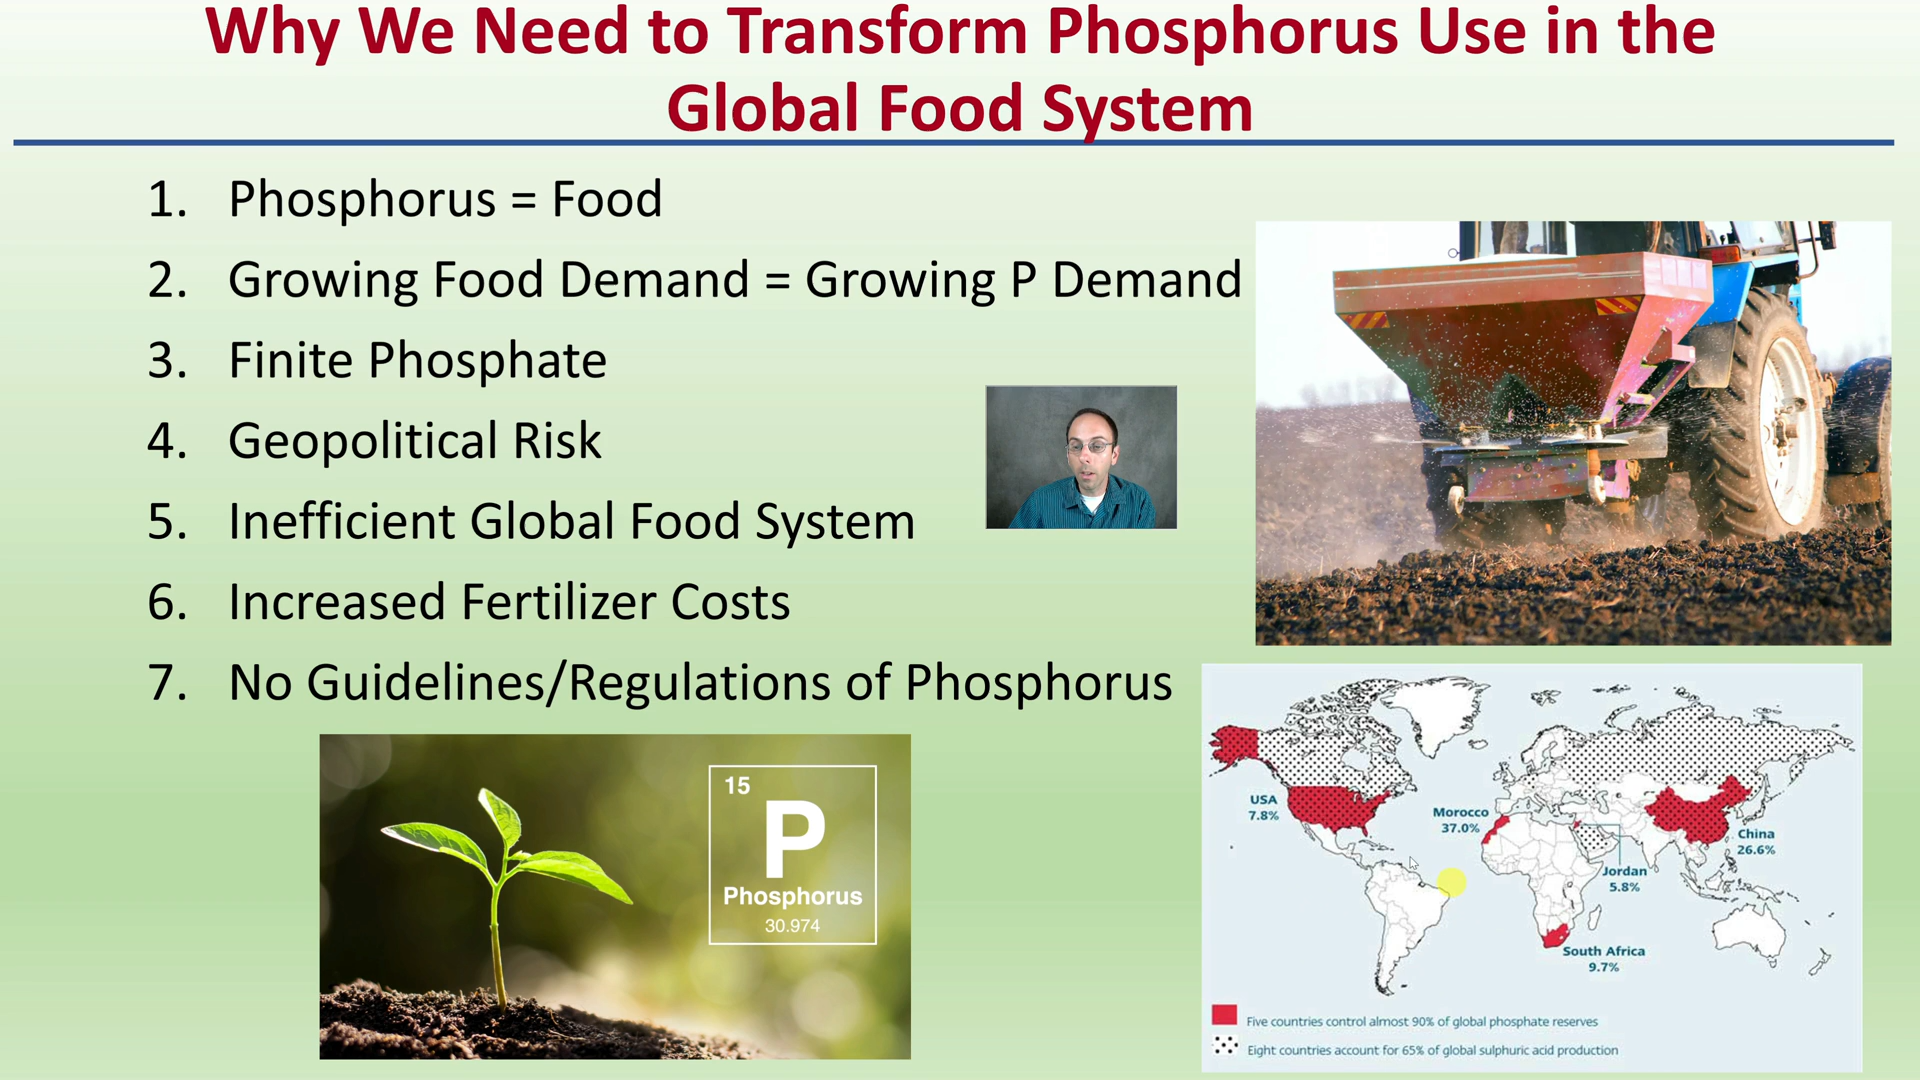 Why We Need to Transform Phosphorus Use in the
Global Food System
1. Phosphorus = Food
2. Growing Food Demand = Growing P Demand
3. Finite Phosphate
4. Geopolitical Risk
5. Inefficient Global Food System
6. Increased Fertilizer Costs
7. No Guidelines/Regulations of Phosphorus
15
P
Phosphorus
30.974
USA
7.8%
Morocco
37.0%
China
26.6%
Jordan
5.8%
South Africa
9.7%
Five countries control almost 90% of global phosphate reserves
Eight countries account for 65% of global sulphuric acid production